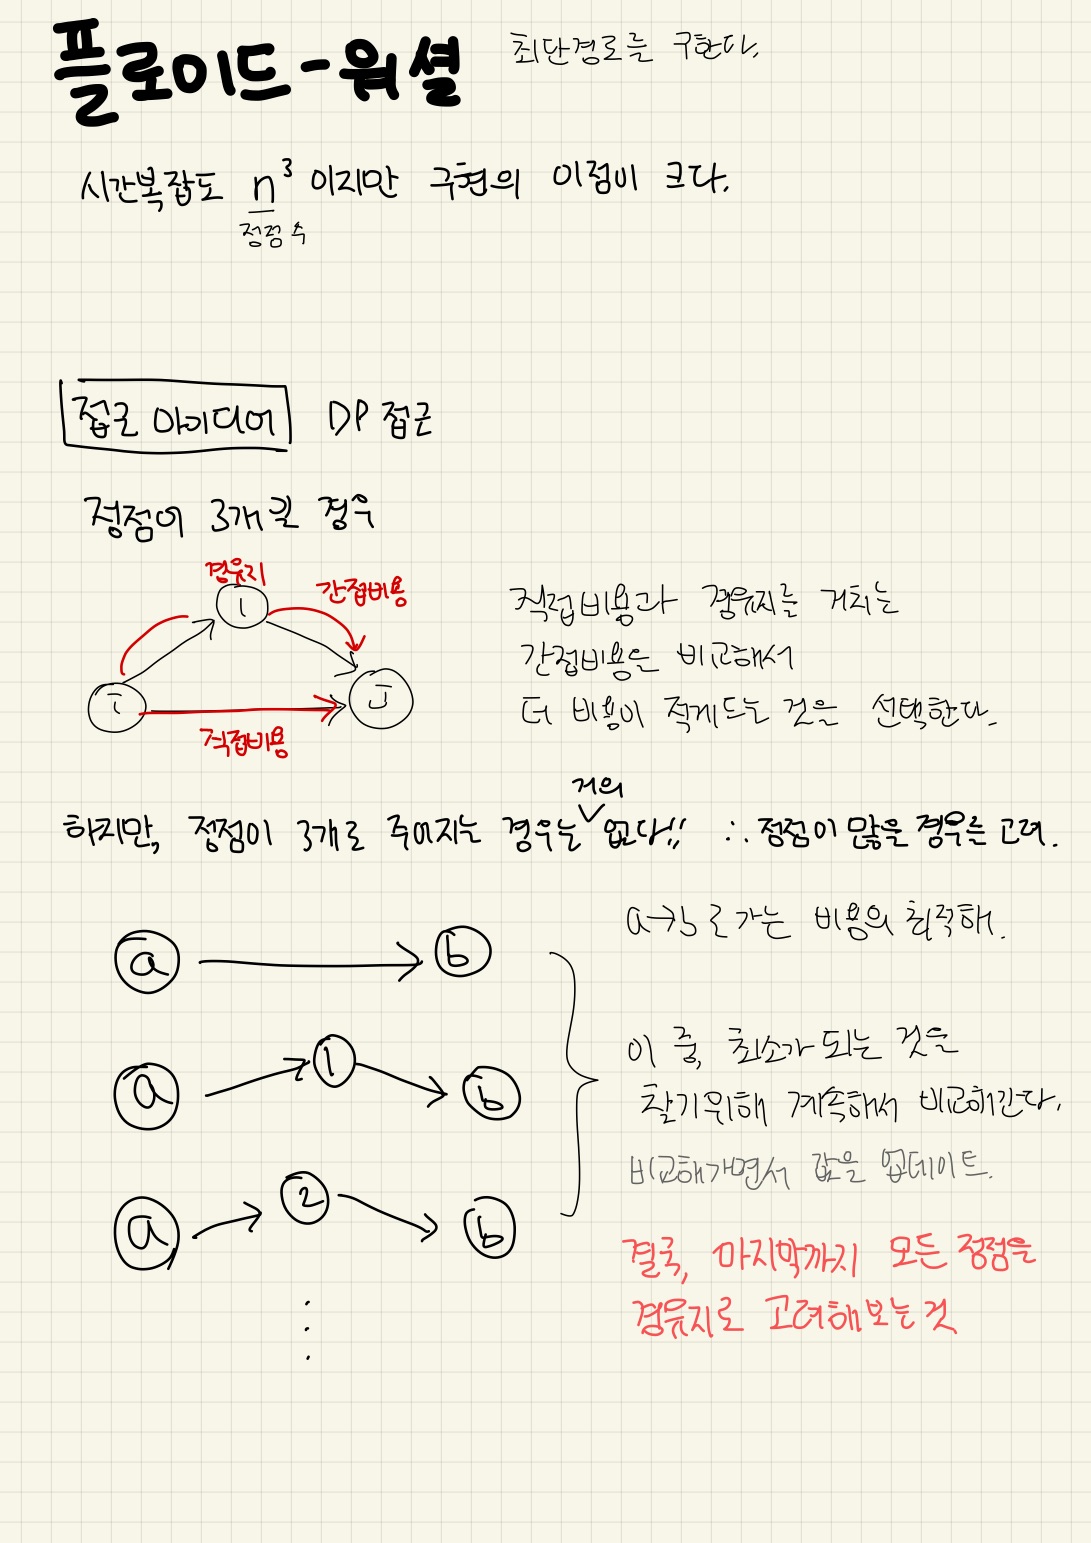 플로이드-워셜 최단경로를 구한다.
시간복잡도 n³ 이지만 구현의 이점이 크다.
정점 수
접근 아이디어 DP 접근
정점이 3개일 경우
경유지
1
간접비용
i
j
직접비용
직접비용과 경유지를 거치는
간접비용을 비교해서
더 비용이 적게드는 것을 선택한다.
거의
하지만, 정점이 3개로 주어지는 경우는 없다!! ∴ 정점이 많을 경우를 고려.
a→b로 가는 비용의 최적해.
a → b
a → 1 → b
a → 2 → b
⋮
이 중, 최소가 되는 것을
찾기위해 계속해서 비교해간다.
비교해가면서 값을 업데이트.
결국, 마지막까지 모든 정점을
경유지로 고려해보는 것